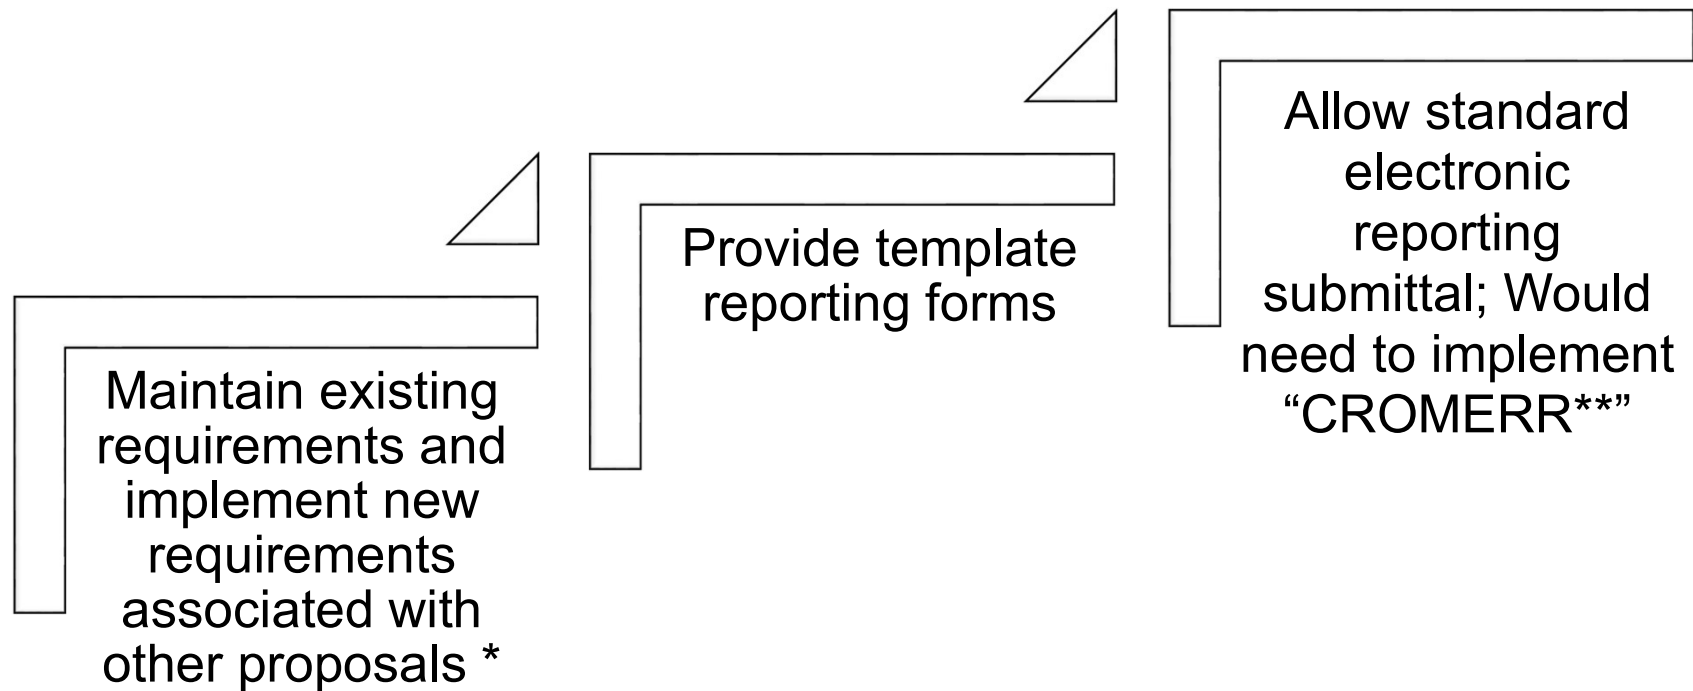 Maintain existing
requirements and
implement new
requirements
associated with
other proposals *
Provide template
reporting forms
Allow standard
electronic
reporting
submittal; Would
need to implement
“CROMERR**”